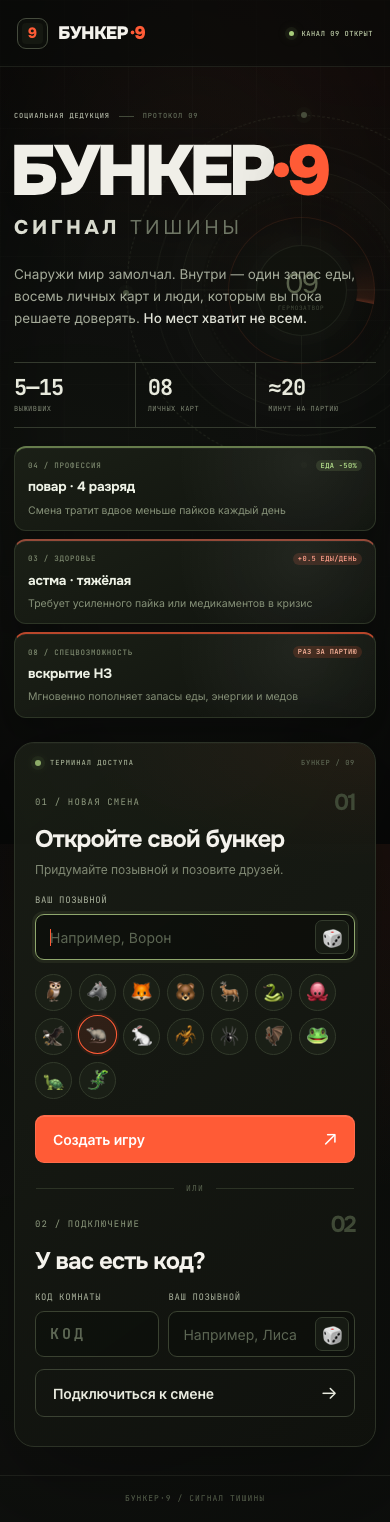 9 БУНКЕР·9 КАНАЛ 09 ОТКРЫТ
СОЦИАЛЬНАЯ ДЕДУКЦИЯ — ПРОТОКОЛ 09
БУНКЕР·9
СИГНАЛ ТИШИНЫ
Снаружи мир замолчал. Внутри — один запас еды,
восемь личных карт и люди, которым вы пока
решаете доверять. Но мест хватит не всем.
09
ГЕРМОЗАТВОР
5—15 08 ≈20
ВЫЖИВШИХ ЛИЧНЫХ КАРТ МИНУТ НА ПАРТИЮ
04 / ПРОФЕССИЯ ЕДА -50%
повар · 4 разряд
Смена тратит вдвое меньше пайков каждый день
03 / ЗДОРОВЬЕ +0.5 ЕДЫ/ДЕНЬ
астма · тяжёлая
Требует усиленного пайка или медикаментов в кризис
08 / СПЕЦВОЗМОЖНОСТЬ РАЗ ЗА ПАРТИЮ
вскрытие НЗ
Мгновенно пополняет запасы еды, энергии и медов
ТЕРМИНАЛ ДОСТУПА БУНКЕР / 09
01 / НОВАЯ СМЕНА 01
Откройте свой бункер
Придумайте позывной и позовите друзей.
ВАШ ПОЗЫВНОЙ
Например, Ворон
Создать игру
ИЛИ
02 / ПОДКЛЮЧЕНИЕ 02
У вас есть код?
КОД КОМНАТЫ ВАШ ПОЗЫВНОЙ
КОД Например, Лиса
Подключиться к смене
БУНКЕР·9 / СИГНАЛ ТИШИНЫ